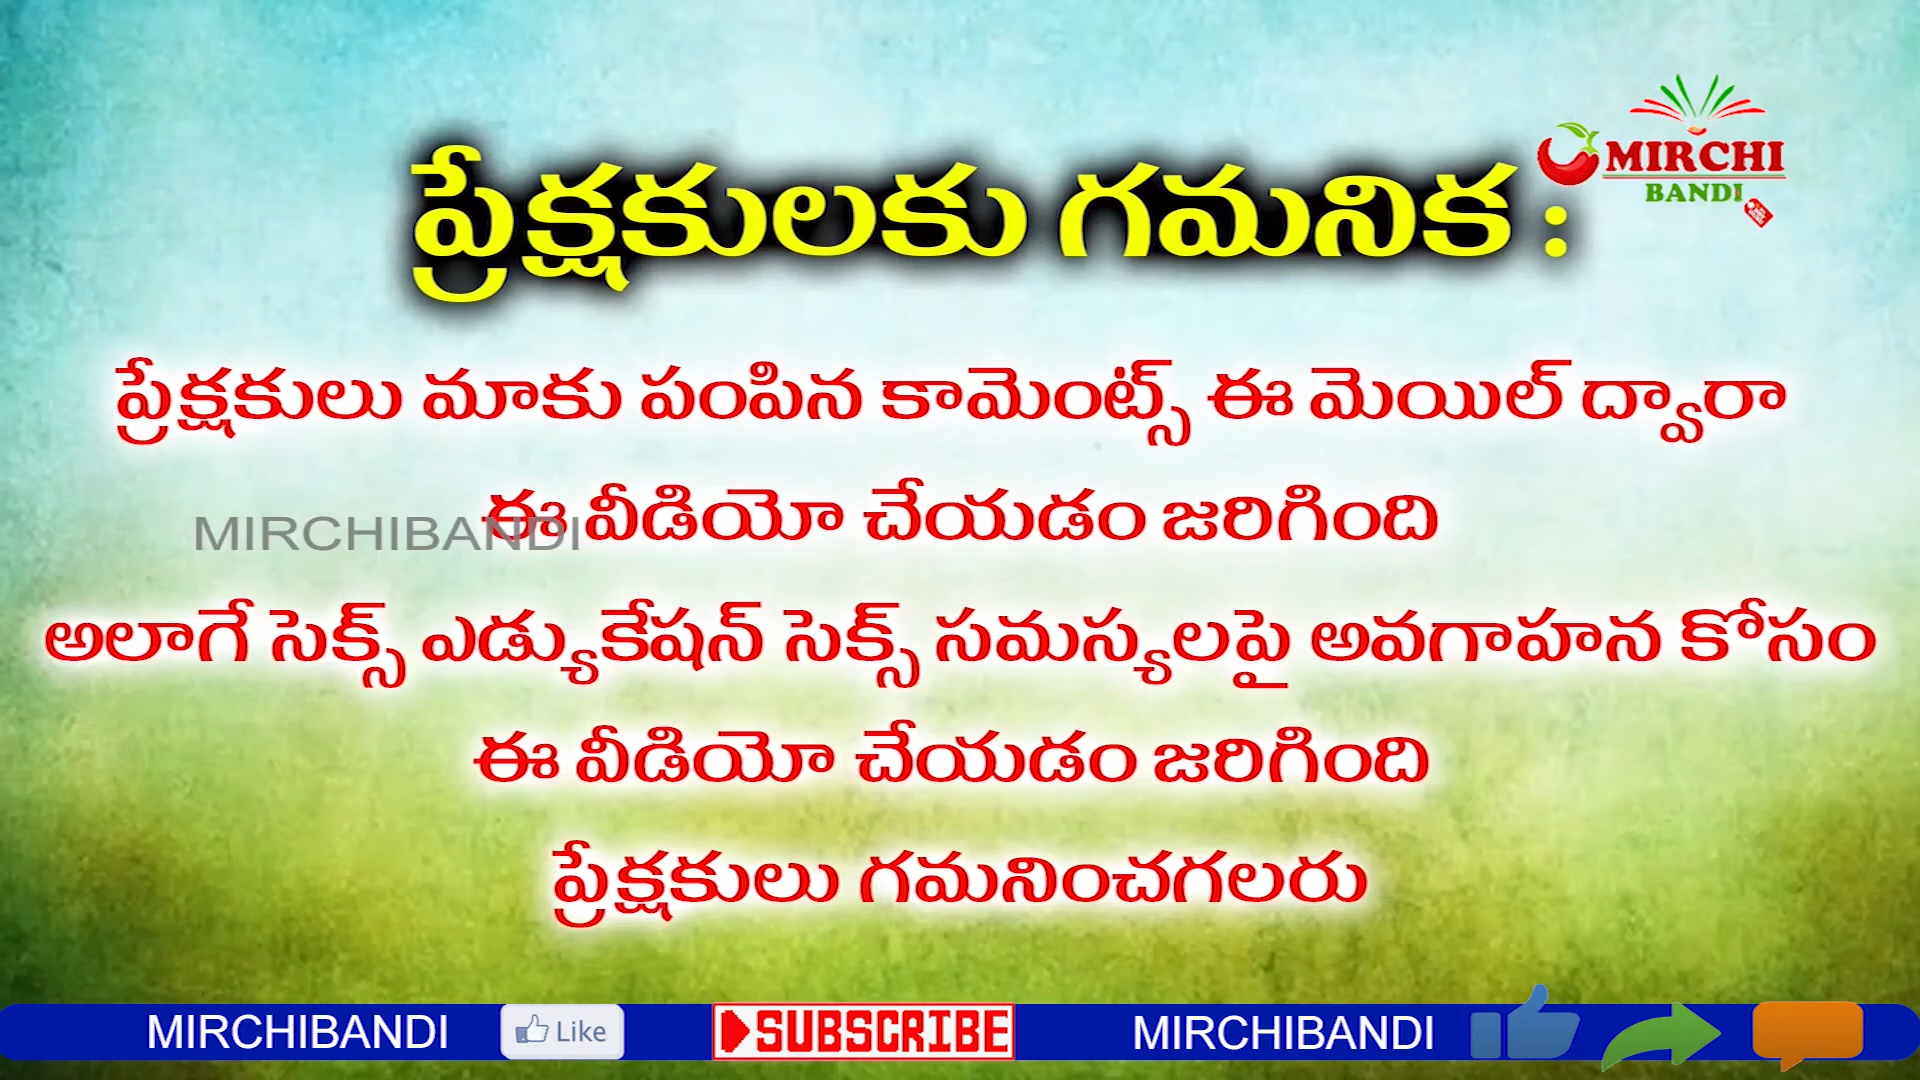 ప్రేక్షకులకు గమనిక :
MIRCHI
BANDI
ప్రేక్షకులు మాకు పంపిన కామెంట్స్ ఈ మెయిల్ ద్వారా
ఈ వీడియో చేయడం జరిగింది
MIRCHIBANDI
అలాగే సెక్స్ ఎడ్యుకేషన్ సెక్స్ సమస్యలపై అవగాహన కోసం
ఈ వీడియో చేయడం జరిగింది
ప్రేక్షకులు గమనించగలరు
MIRCHIBANDI Like SUBSCRIBE MIRCHIBANDI